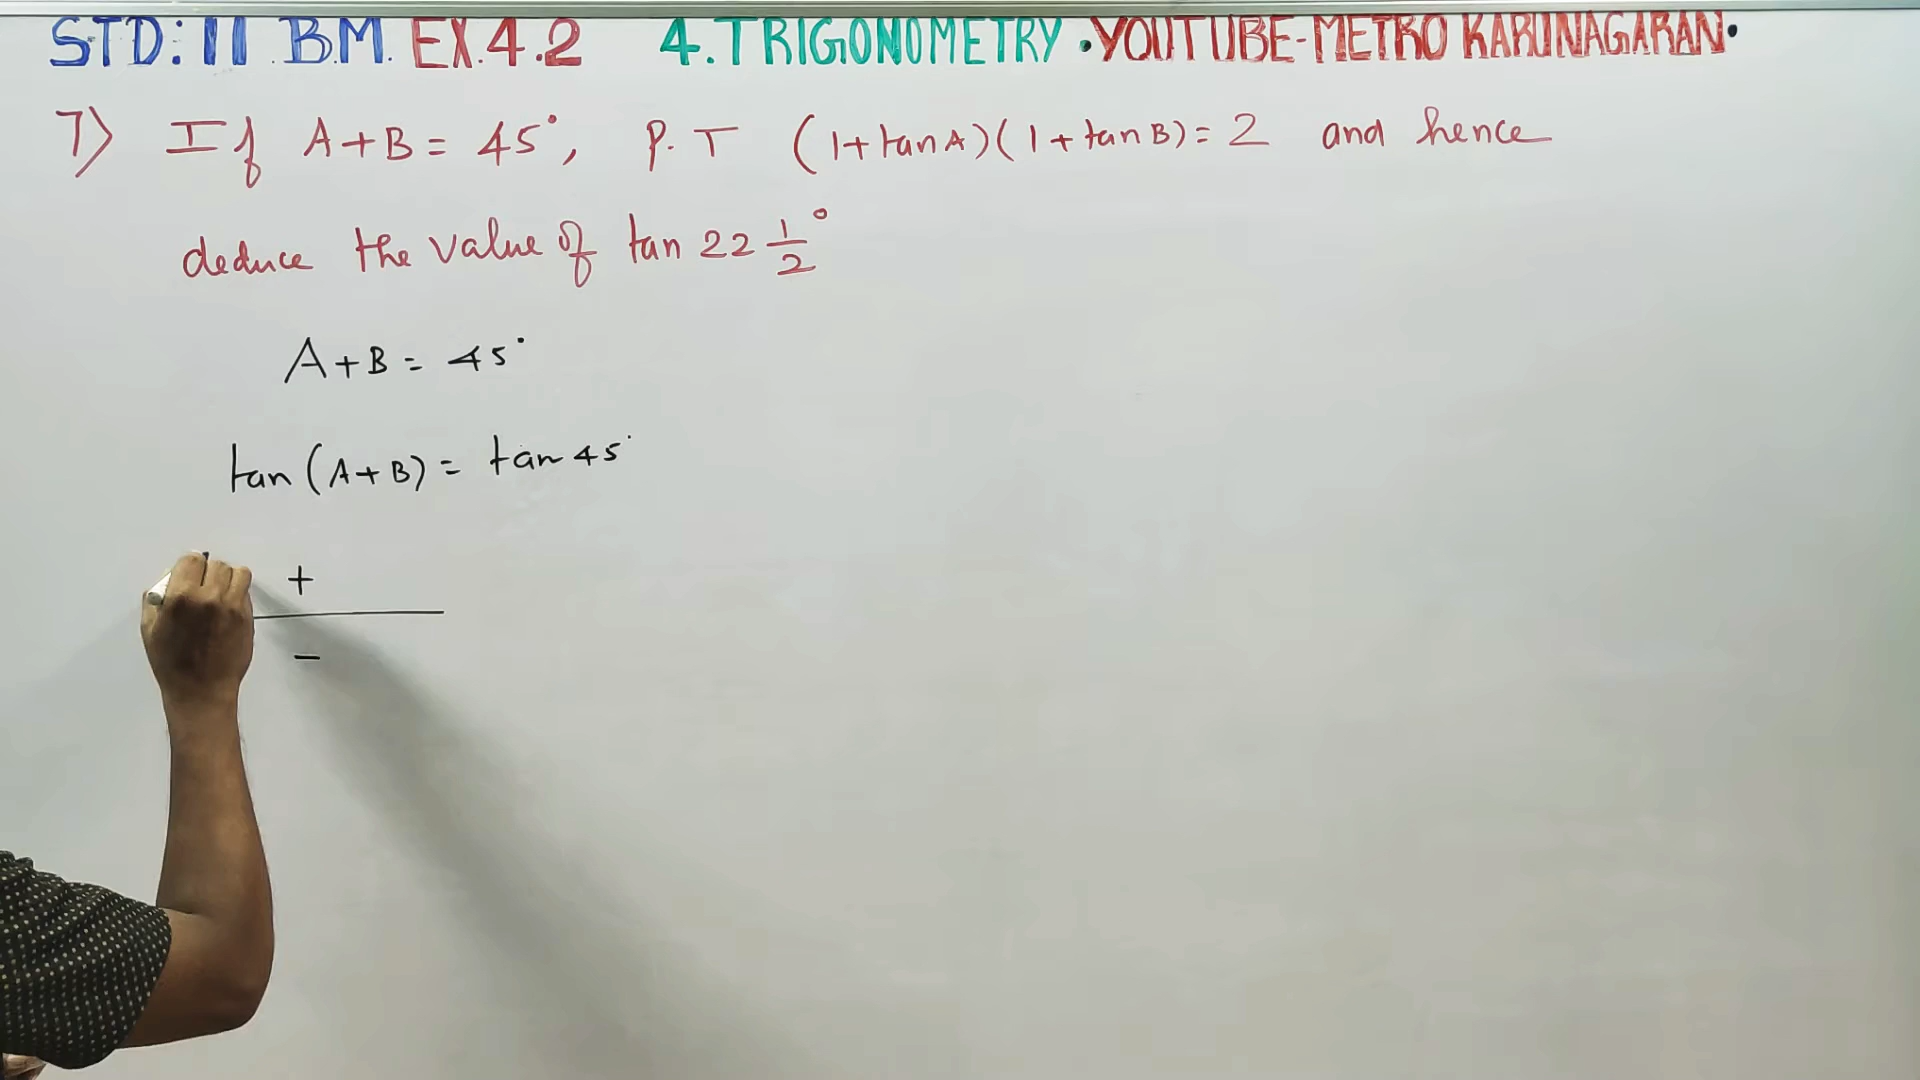 STD: 11 .B.M. EX.4.2 4. TRIGONOMETRY • YOUTUBE-METRO KARUNAGARAN•
7) If A+B = 45°, P.T (1+tanA)(1+tanB)= 2 and hence
deduce the value of tan 22 1/2°
A+B = 45°
tan(A+B) = tan 45°
+
-